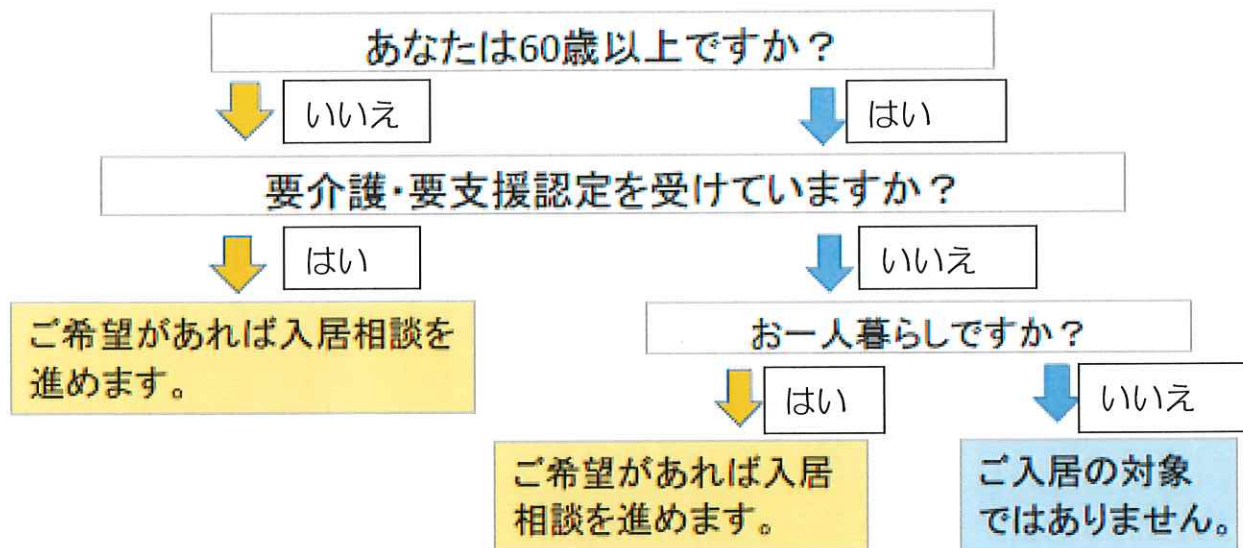 あなたは60歳以上ですか？
いいえ
はい
要介護・要支援認定を受けていますか？
はい
いいえ
ご希望があれば入居相談を
進めます。
お一人暮らしですか？
はい
いいえ
ご希望があれば入居
相談を進めます。
ご入居の対象
ではありません。